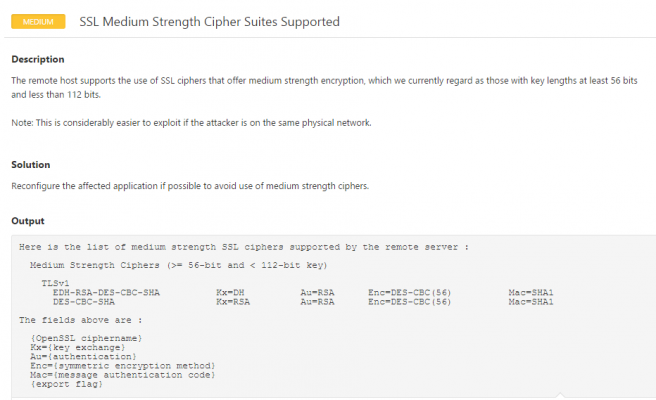 MEDIUM SSL Medium Strength Cipher Suites Supported
Description
The remote host supports the use of SSL ciphers that offer medium strength encryption, which we currently regard as those with key lengths at least 56 bits
and less than 112 bits.
Note: This is considerably easier to exploit if the attacker is on the same physical network.
Solution
Reconfigure the affected application if possible to avoid use of medium strength ciphers.
Output
Here is the list of medium strength SSL ciphers supported by the remote server :
Medium Strength Ciphers (>= 56-bit and < 112-bit key)
TLSv1
EDH-RSA-DES-CBC-SHA Kx=DH Au=RSA Enc=DES-CBC(56) Mac=SHA1
DES-CBC-SHA Kx=RSA Au=RSA Enc=DES-CBC(56) Mac=SHA1
The fields above are :
{OpenSSL ciphername}
Kx={key exchange}
Au={authentication}
Enc={symmetric encryption method}
Mac={message authentication code}
{export flag}